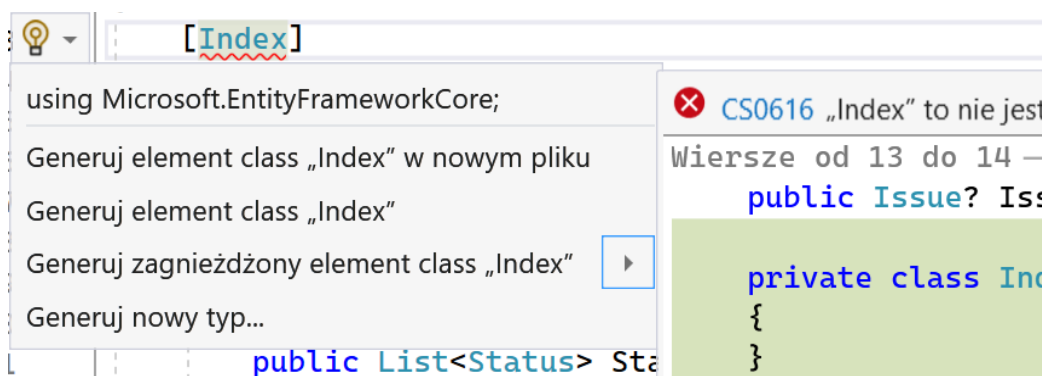 [Index]
using Microsoft.EntityFrameworkCore;
Generuj element class „Index” w nowym pliku
Generuj element class „Index”
Generuj zagnieżdżony element class „Index”
Generuj nowy typ...
public List<Status> Sta
CS0616 „Index” to nie jest
Wiersze od 13 do 14 —
public Issue? Iss
private class Ind
{
}